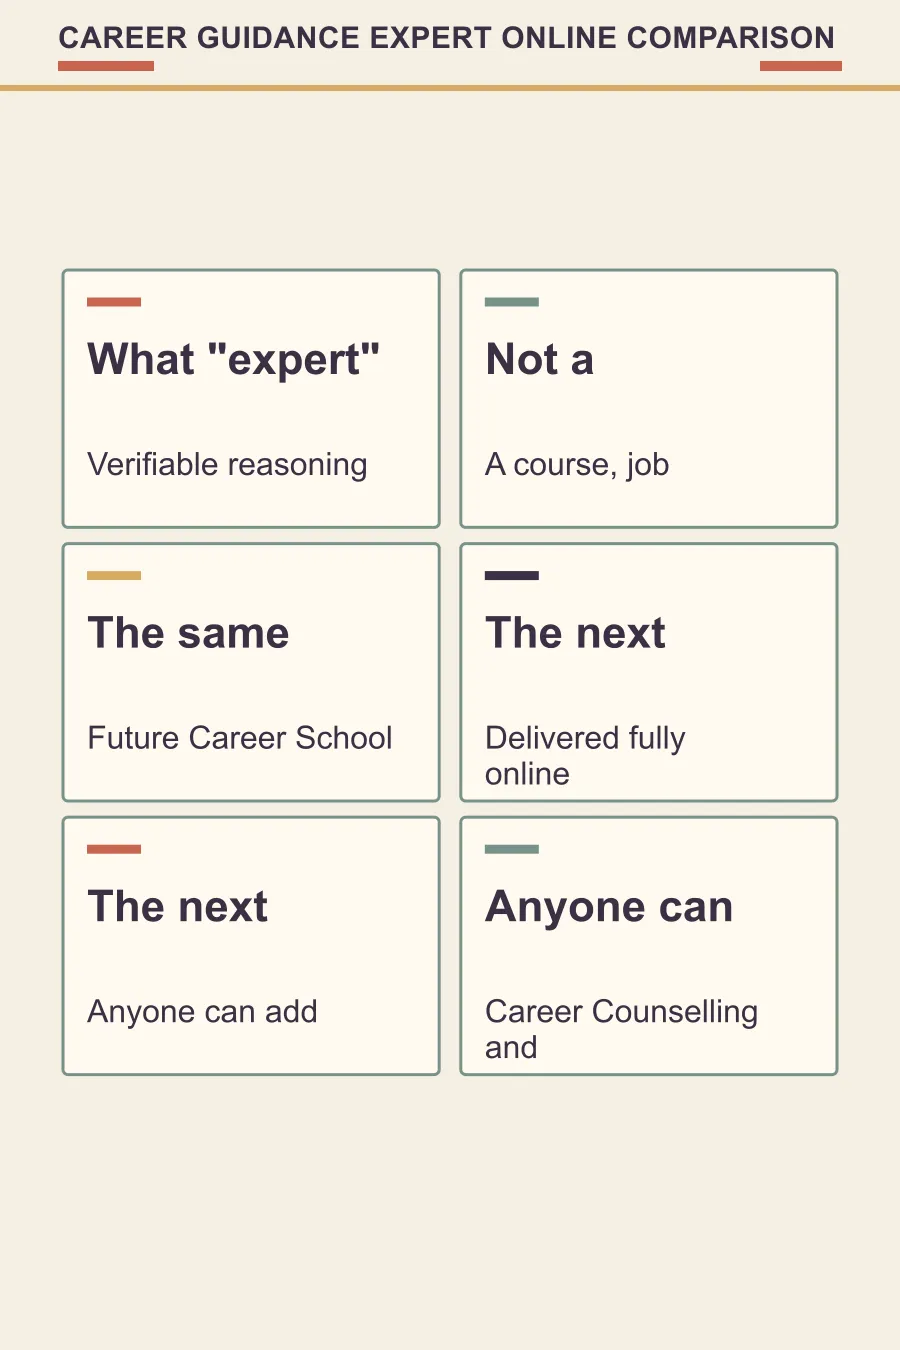 CAREER GUIDANCE EXPERT ONLINE COMPARISON
What "expert"
Verifiable reasoning
Not a
A course, job
The same
Future Career School
The next
Delivered fully
online
The next
Anyone can add
Anyone can
Career Counselling
and